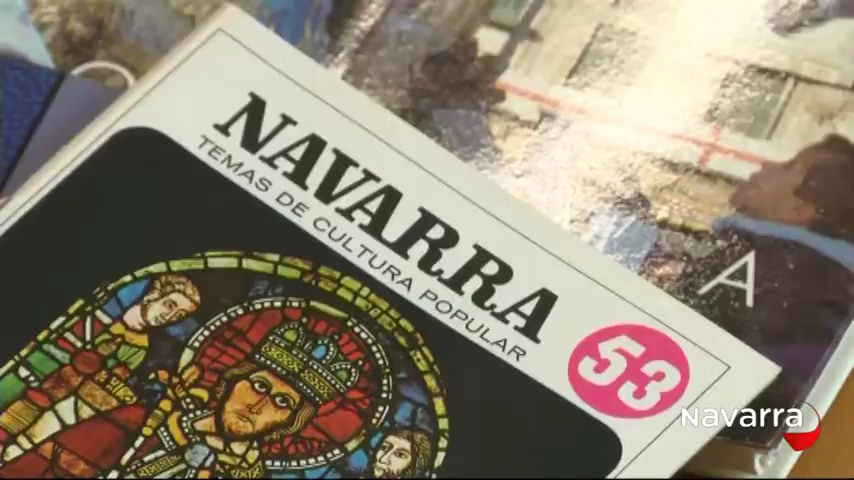 NAVARRA
TEMAS DE CULTURA POPULAR
53
A
Navarra